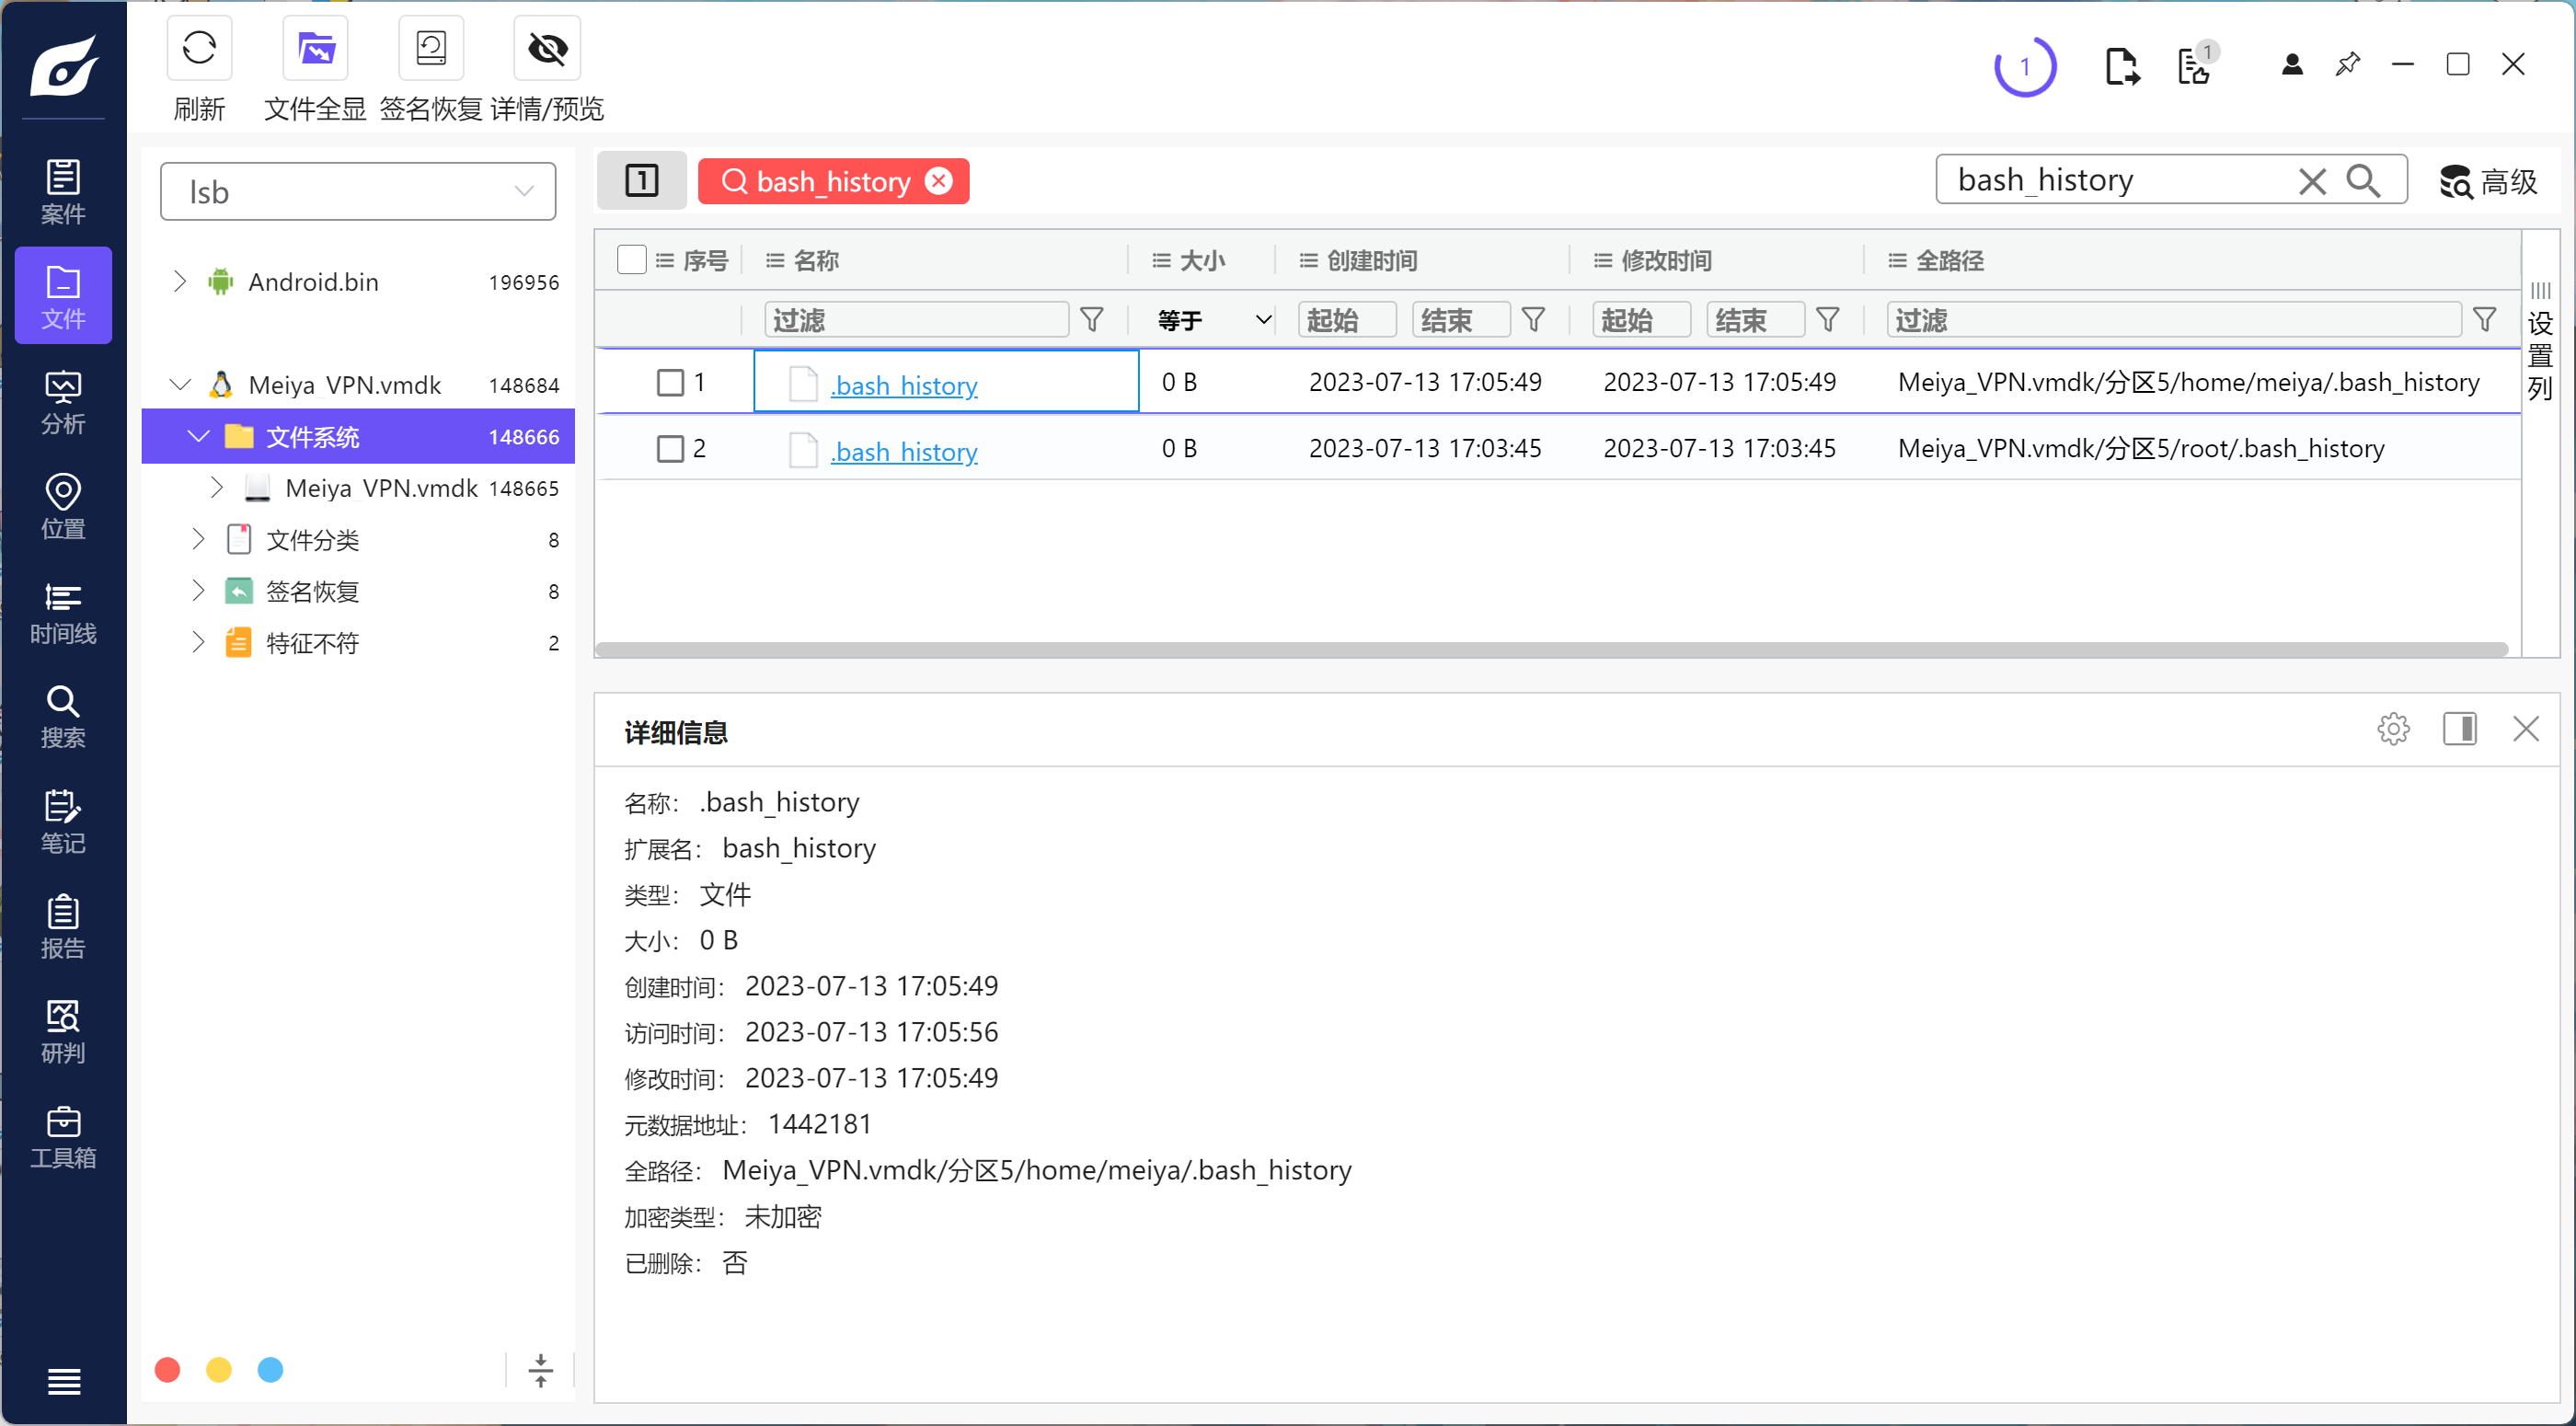 刷新
文件全显
签名恢复
详情/预览
1
1
案件
文件
分析
位置
时间线
搜索
笔记
报告
研判
工具箱
lsb
Android.bin 196956
Meiya_VPN.vmdk 148684
文件系统 148666
Meiya_VPN.vmdk 148665
文件分类 8
签名恢复 8
特征不符 2
1 bash_history
bash_history 高级
序号 名称 大小 创建时间 修改时间 全路径
过滤 等于 起始 结束 起始 结束 过滤
1 .bash_history 0 B 2023-07-13 17:05:49 2023-07-13 17:05:49 Meiya_VPN.vmdk/分区5/home/meiya/.bash_history
2 .bash_history 0 B 2023-07-13 17:03:45 2023-07-13 17:03:45 Meiya_VPN.vmdk/分区5/root/.bash_history
设置列
详细信息
名称： .bash_history
扩展名： bash_history
类型： 文件
大小： 0 B
创建时间： 2023-07-13 17:05:49
访问时间： 2023-07-13 17:05:56
修改时间： 2023-07-13 17:05:49
元数据地址： 1442181
全路径： Meiya_VPN.vmdk/分区5/home/meiya/.bash_history
加密类型： 未加密
已删除： 否